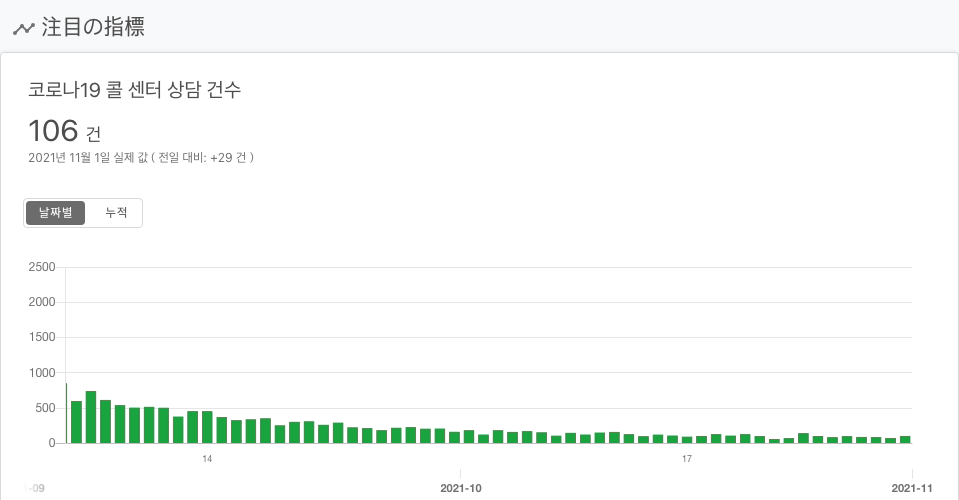 注目の指標
코로나19 콜 센터 상담 건수
106 건
2021년 11월 1일 실제 값 ( 전일 대비: +29 건 )
날짜별 누적
2500
2000
1500
1000
500
0
14 17
-09 2021-10 2021-11